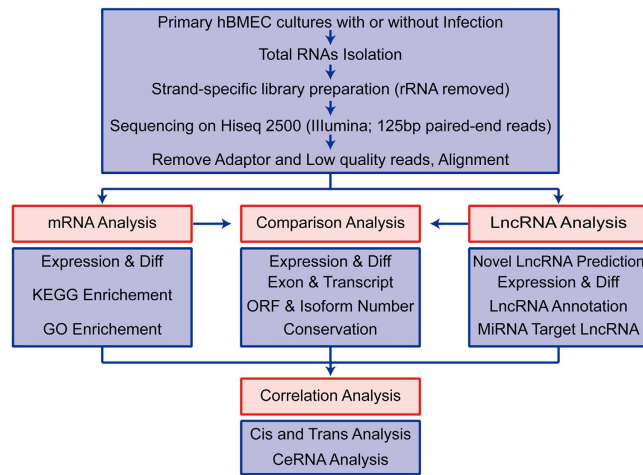 Primary hBMEC cultures with or without Infection
Total RNAs Isolation
Strand-specific library preparation (rRNA removed)
Sequencing on Hiseq 2500 (IIIumina; 125bp paired-end reads)
Remove Adaptor and Low quality reads, Alignment
mRNA Analysis
Comparison Analysis
LncRNA Analysis
Expression & Diff
KEGG Enrichement
GO Enrichement
Expression & Diff
Exon & Transcript
ORF & Isoform Number
Conservation
Novel LncRNA Prediction
Expression & Diff
LncRNA Annotation
MiRNA Target LncRNA
Correlation Analysis
Cis and Trans Analysis
CeRNA Analysis